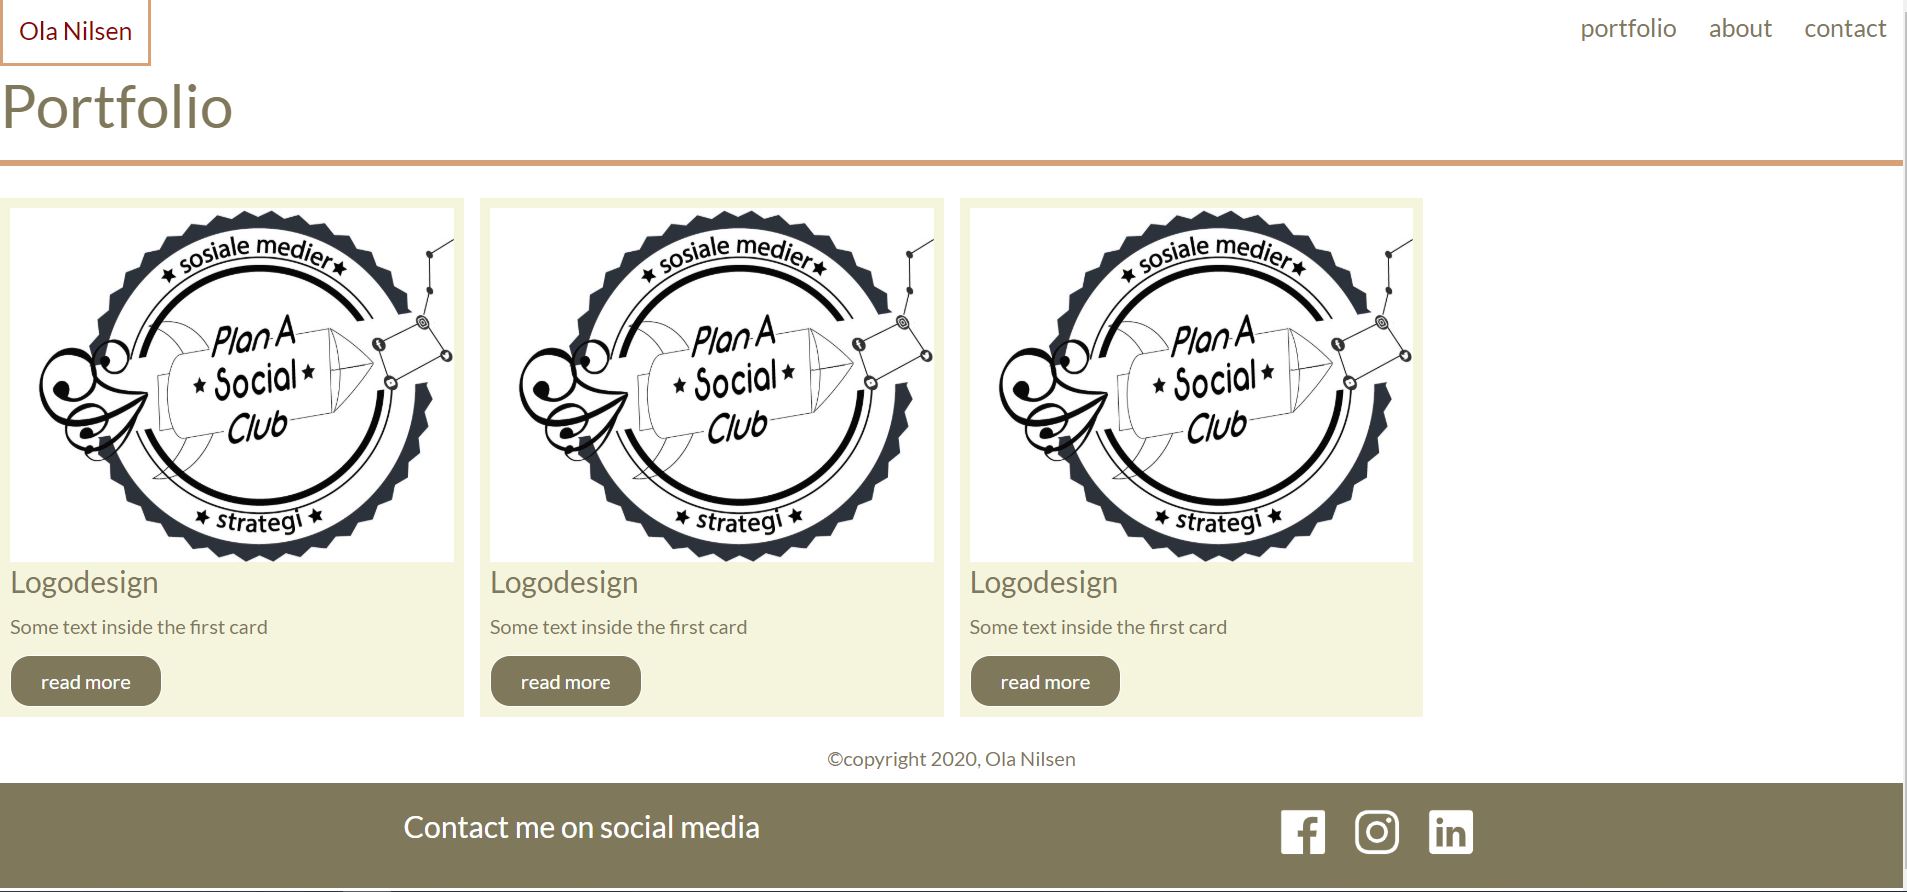 Ola Nilsen
portfolio about contact
Portfolio
sosiale medier
Plan A
Social
Club
strategi
sosiale medier
Plan A
Social
Club
strategi
sosiale medier
Plan A
Social
Club
strategi
Logodesign
Some text inside the first card
read more
Logodesign
Some text inside the first card
read more
Logodesign
Some text inside the first card
read more
©copyright 2020, Ola Nilsen
Contact me on social media